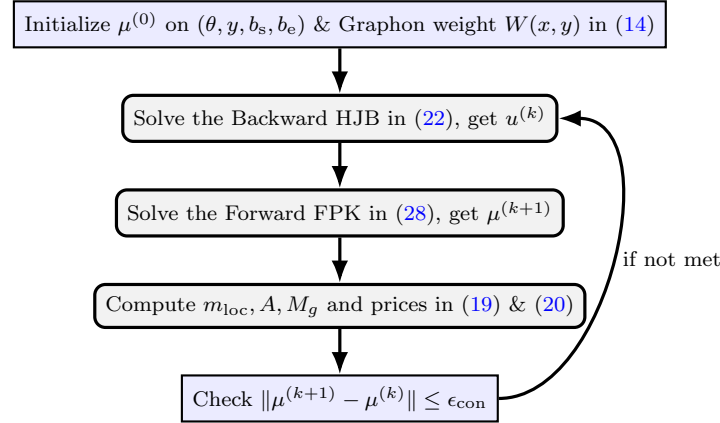 Initialize μ^(0) on (θ, y, b_s, b_e) & Graphon weight W(x, y) in (14)
Solve the Backward HJB in (22), get u^(k)
Solve the Forward FPK in (28), get μ^(k+1)
if not met
Compute m_loc, A, M_g and prices in (19) & (20)
Check ‖μ^(k+1) − μ^(k)‖ ≤ ϵ_con